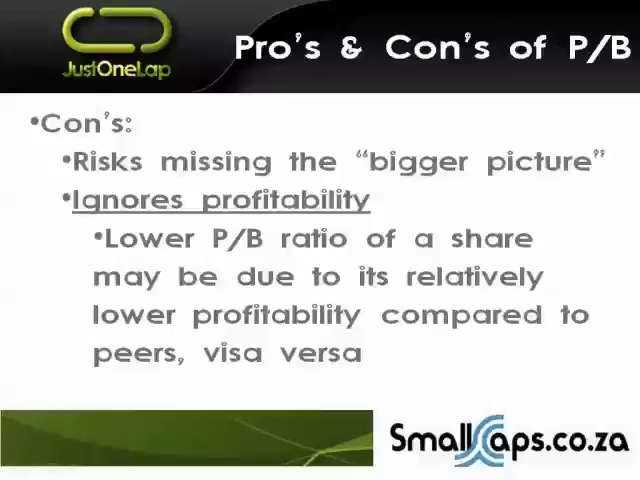 JustOneLap
Pro's & Con's of P/B
•Con's:
•Risks missing the “bigger picture”
•Ignores profitability
•Lower P/B ratio of a share
may be due to its relatively
lower profitability compared to
peers, visa versa
SmallCaps.co.za